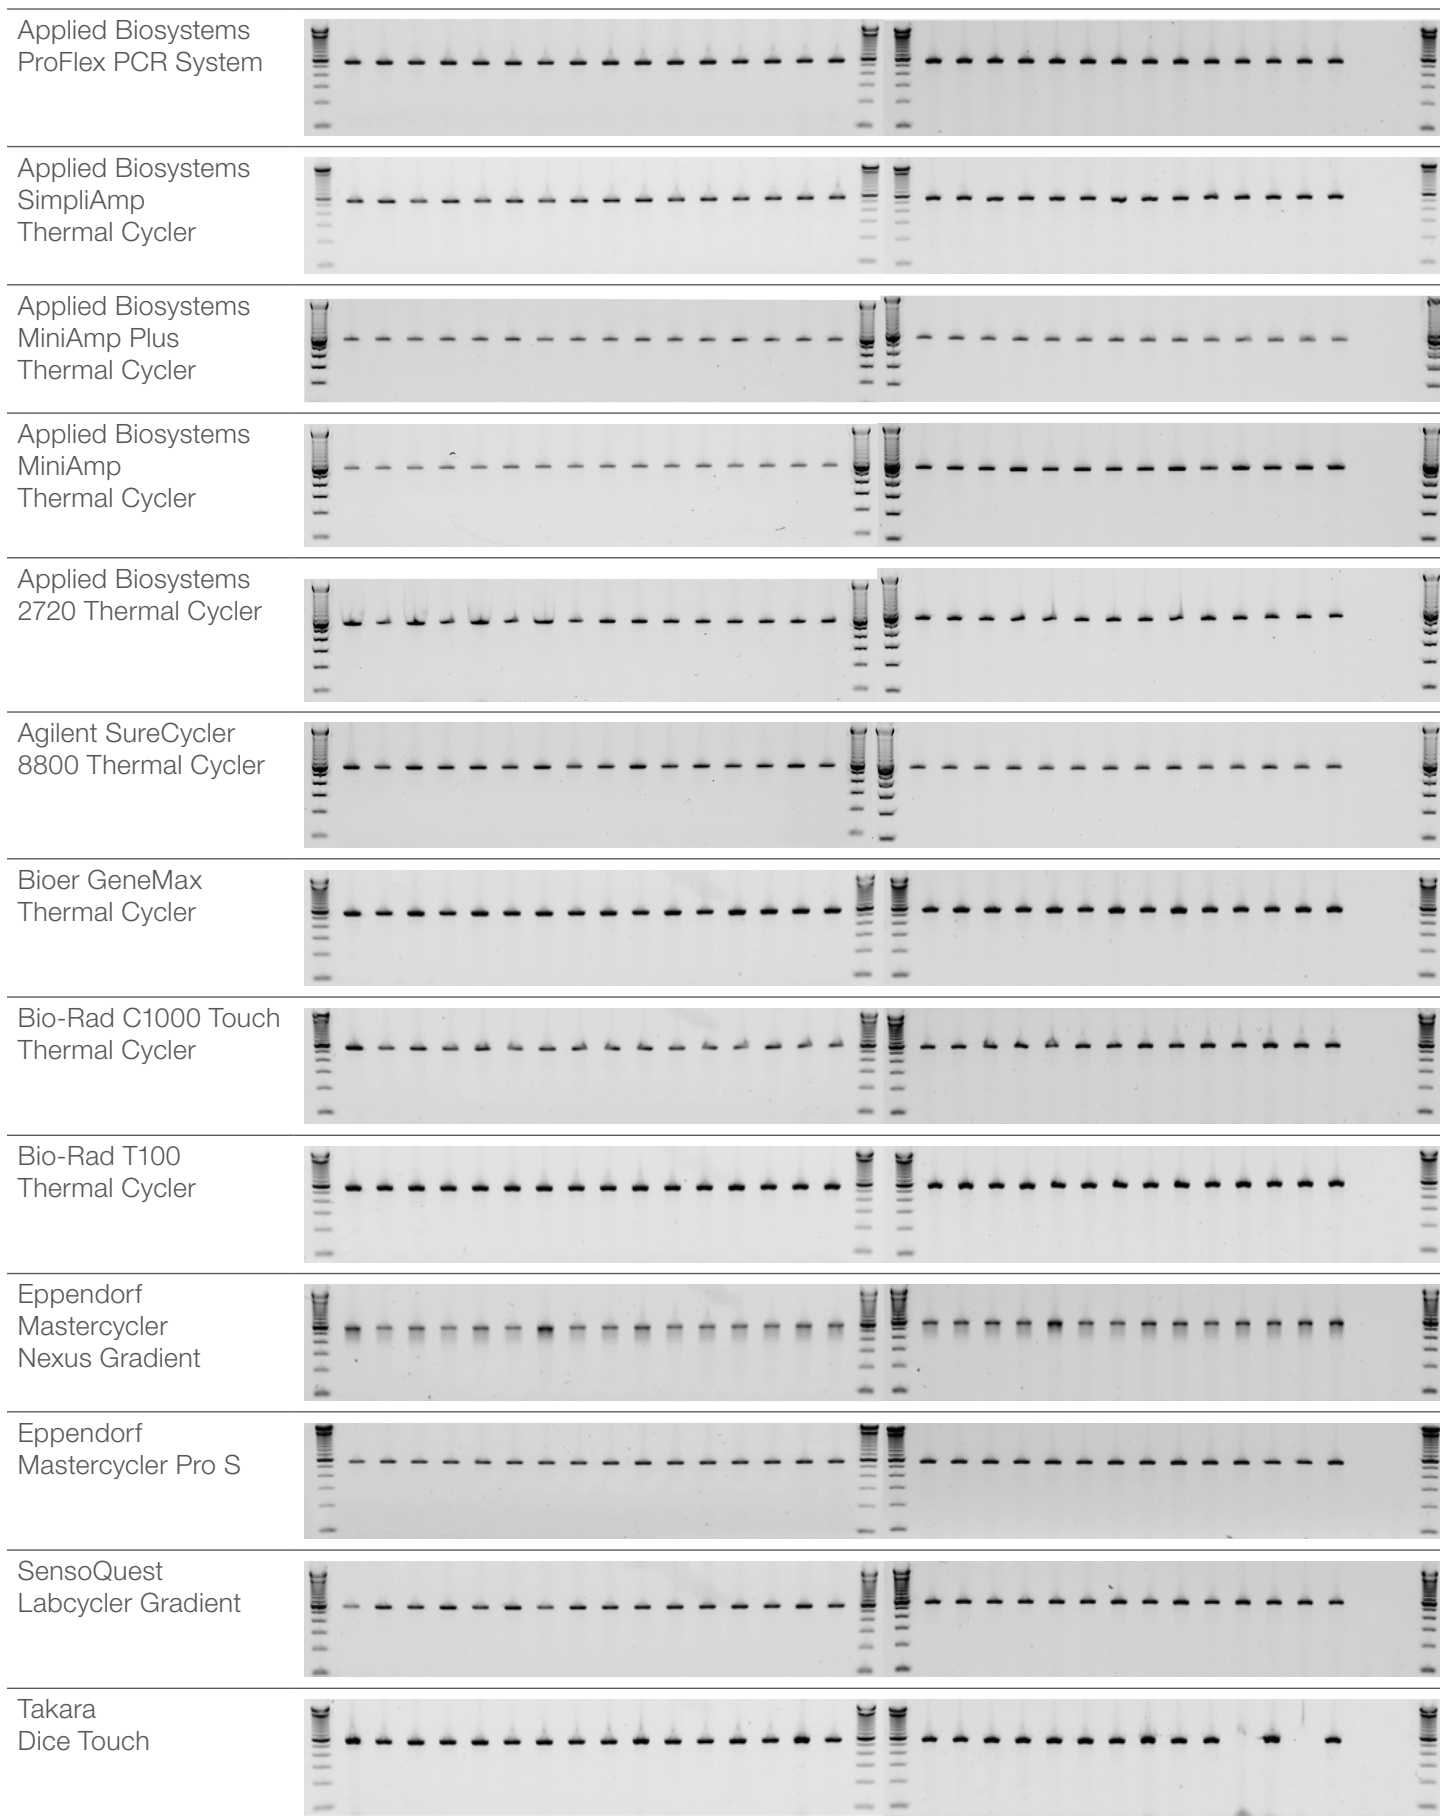 Applied Biosystems
ProFlex PCR System
Applied Biosystems
SimpliAmp
Thermal Cycler
Applied Biosystems
MiniAmp Plus
Thermal Cycler
Applied Biosystems
MiniAmp
Thermal Cycler
Applied Biosystems
2720 Thermal Cycler
Agilent SureCycler
8800 Thermal Cycler
Bioer GeneMax
Thermal Cycler
Bio-Rad C1000 Touch
Thermal Cycler
Bio-Rad T100
Thermal Cycler
Eppendorf
Mastercycler
Nexus Gradient
Eppendorf
Mastercycler Pro S
SensoQuest
Labcycler Gradient
Takara
Dice Touch